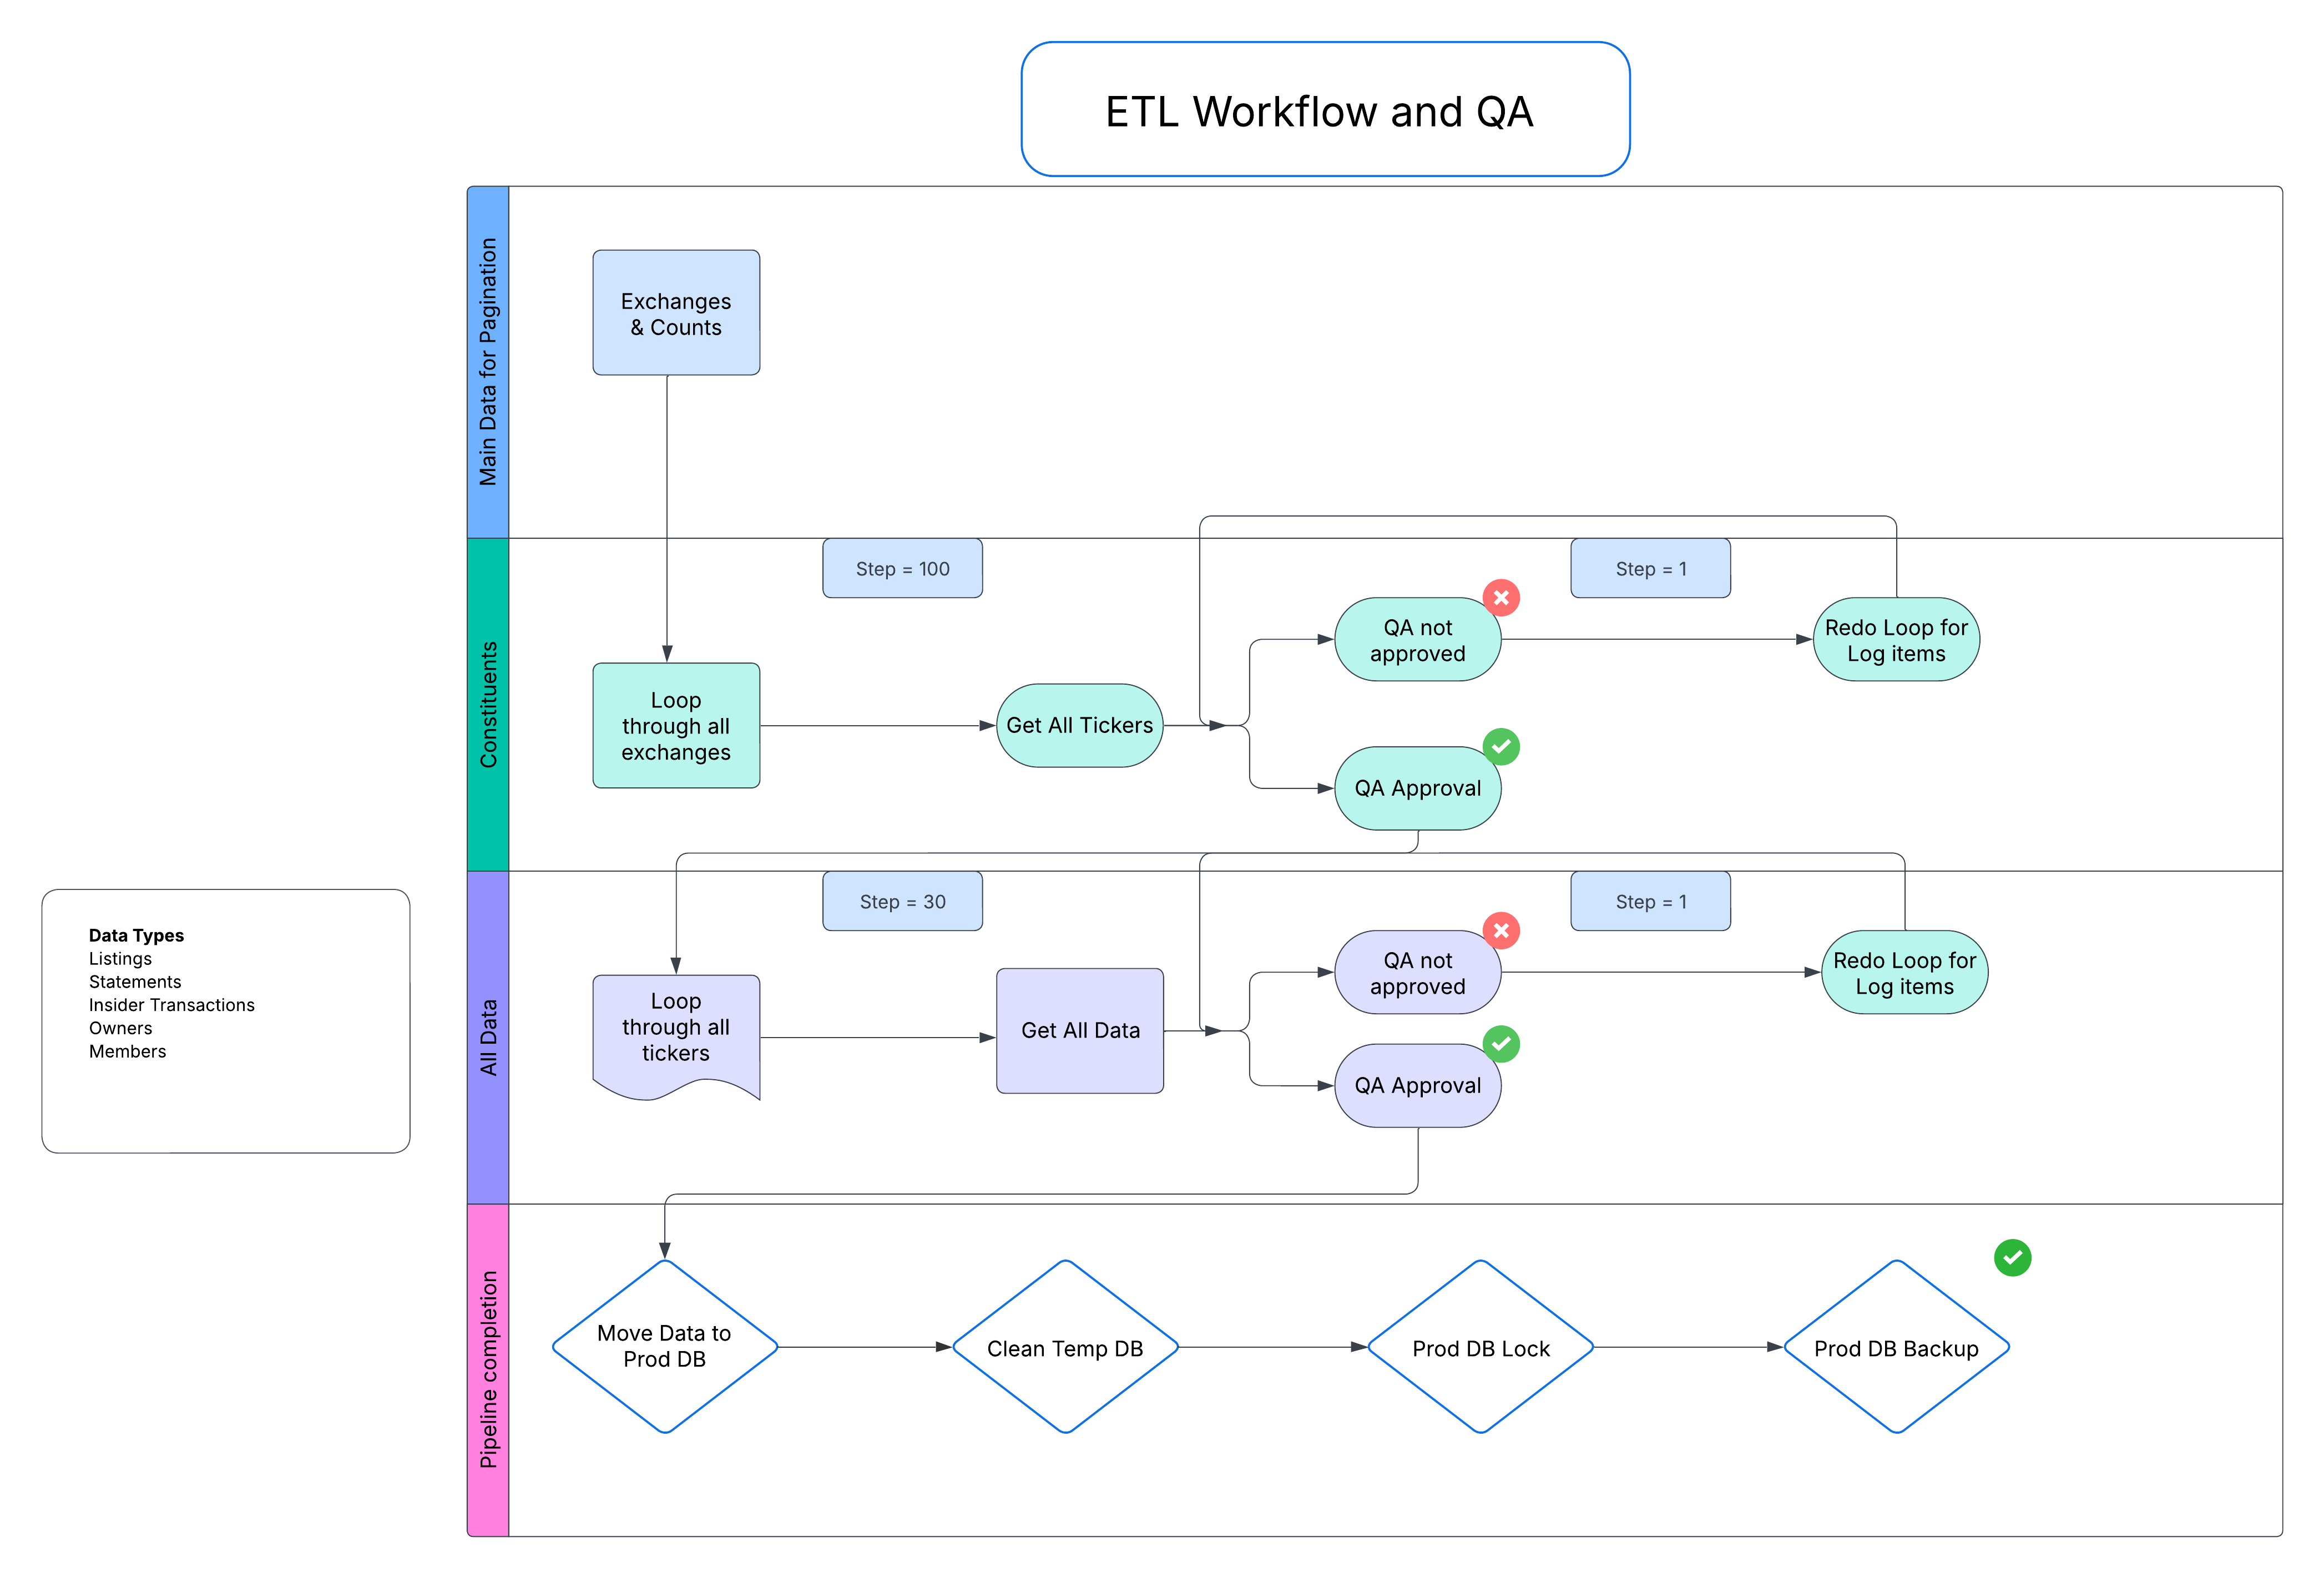 ETL Workflow and QA
Main Data for Pagination
Exchanges
& Counts
Constituents
Step = 100
Step = 1
Loop
through all
exchanges
Get All Tickers
QA not
approved
Redo Loop for
Log items
QA Approval
Data Types
Listings
Statements
Insider Transactions
Owners
Members
All Data
Step = 30
Step = 1
Loop
through all
tickers
Get All Data
QA not
approved
Redo Loop for
Log items
QA Approval
Pipeline completion
Move Data to
Prod DB
Clean Temp DB
Prod DB Lock
Prod DB Backup